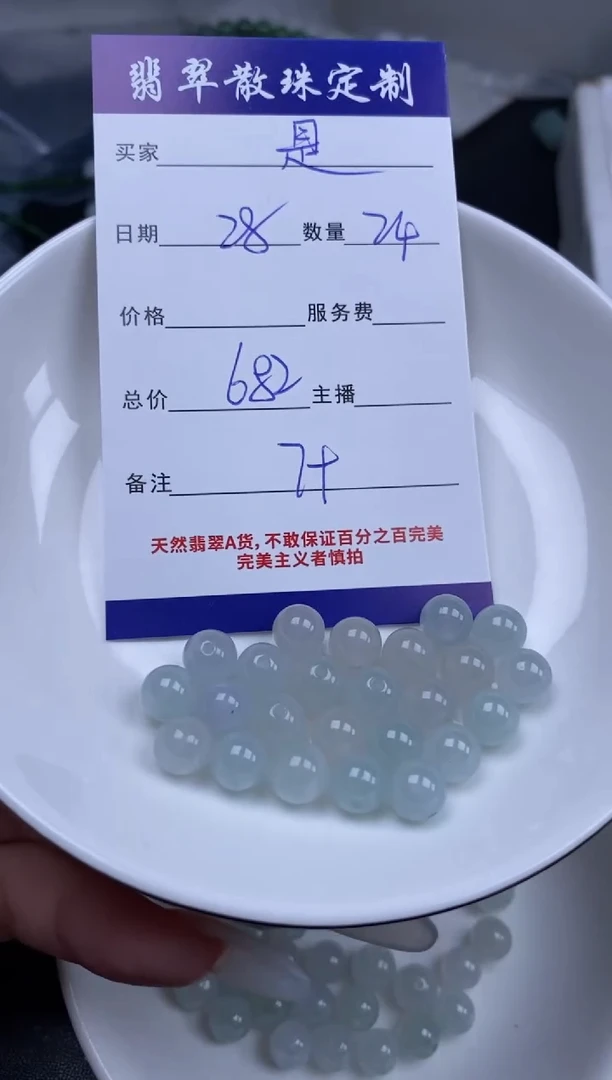 翡翠散珠定制
买家 是
日期 28 数量 24
价格 服务费
总价 682 主播
备注 7十
天然翡翠A货,不敢保证百分之百完美
完美主义者慎拍